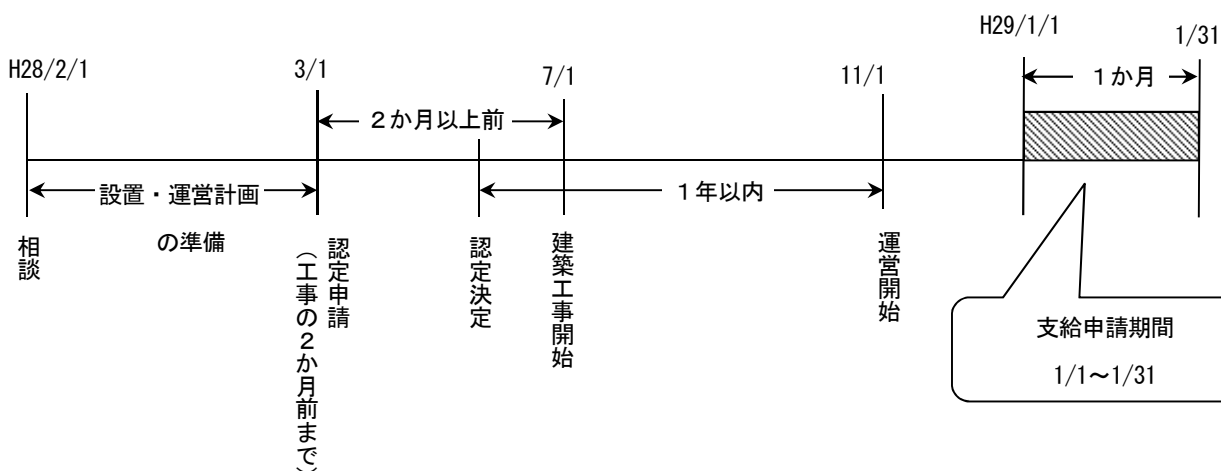 H28/2/1
3/1
7/1
11/1
H29/1/1
1/31
1か月
2か月以上前
設置・運営計画
の準備
1年以内
相談
認定申請
（工事の2か月前まで）
認定決定
建築工事開始
運営開始
支給申請期間
1/1～1/31